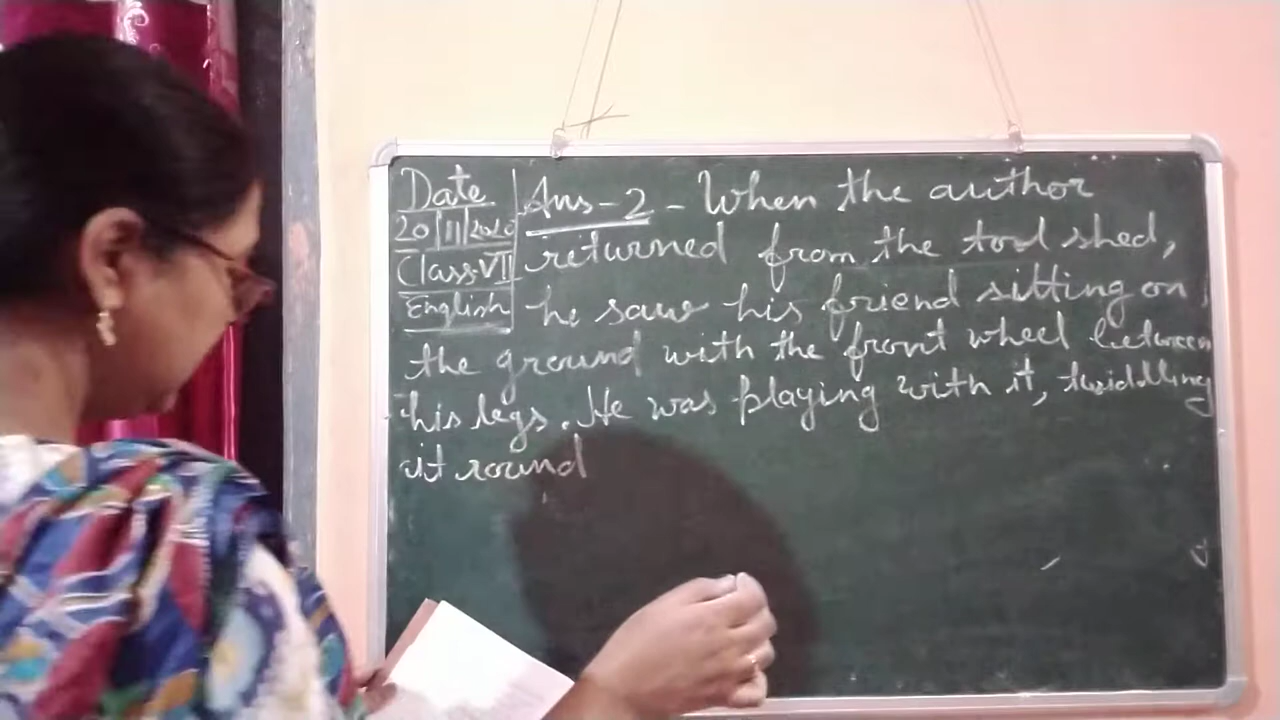 Date
20/11/2020
Class-VII
English
Ans-2 - When the author
returned from the tool shed,
he saw his friend sitting on
the ground with the front wheel between
his legs. He was playing with it, twiddling
it round